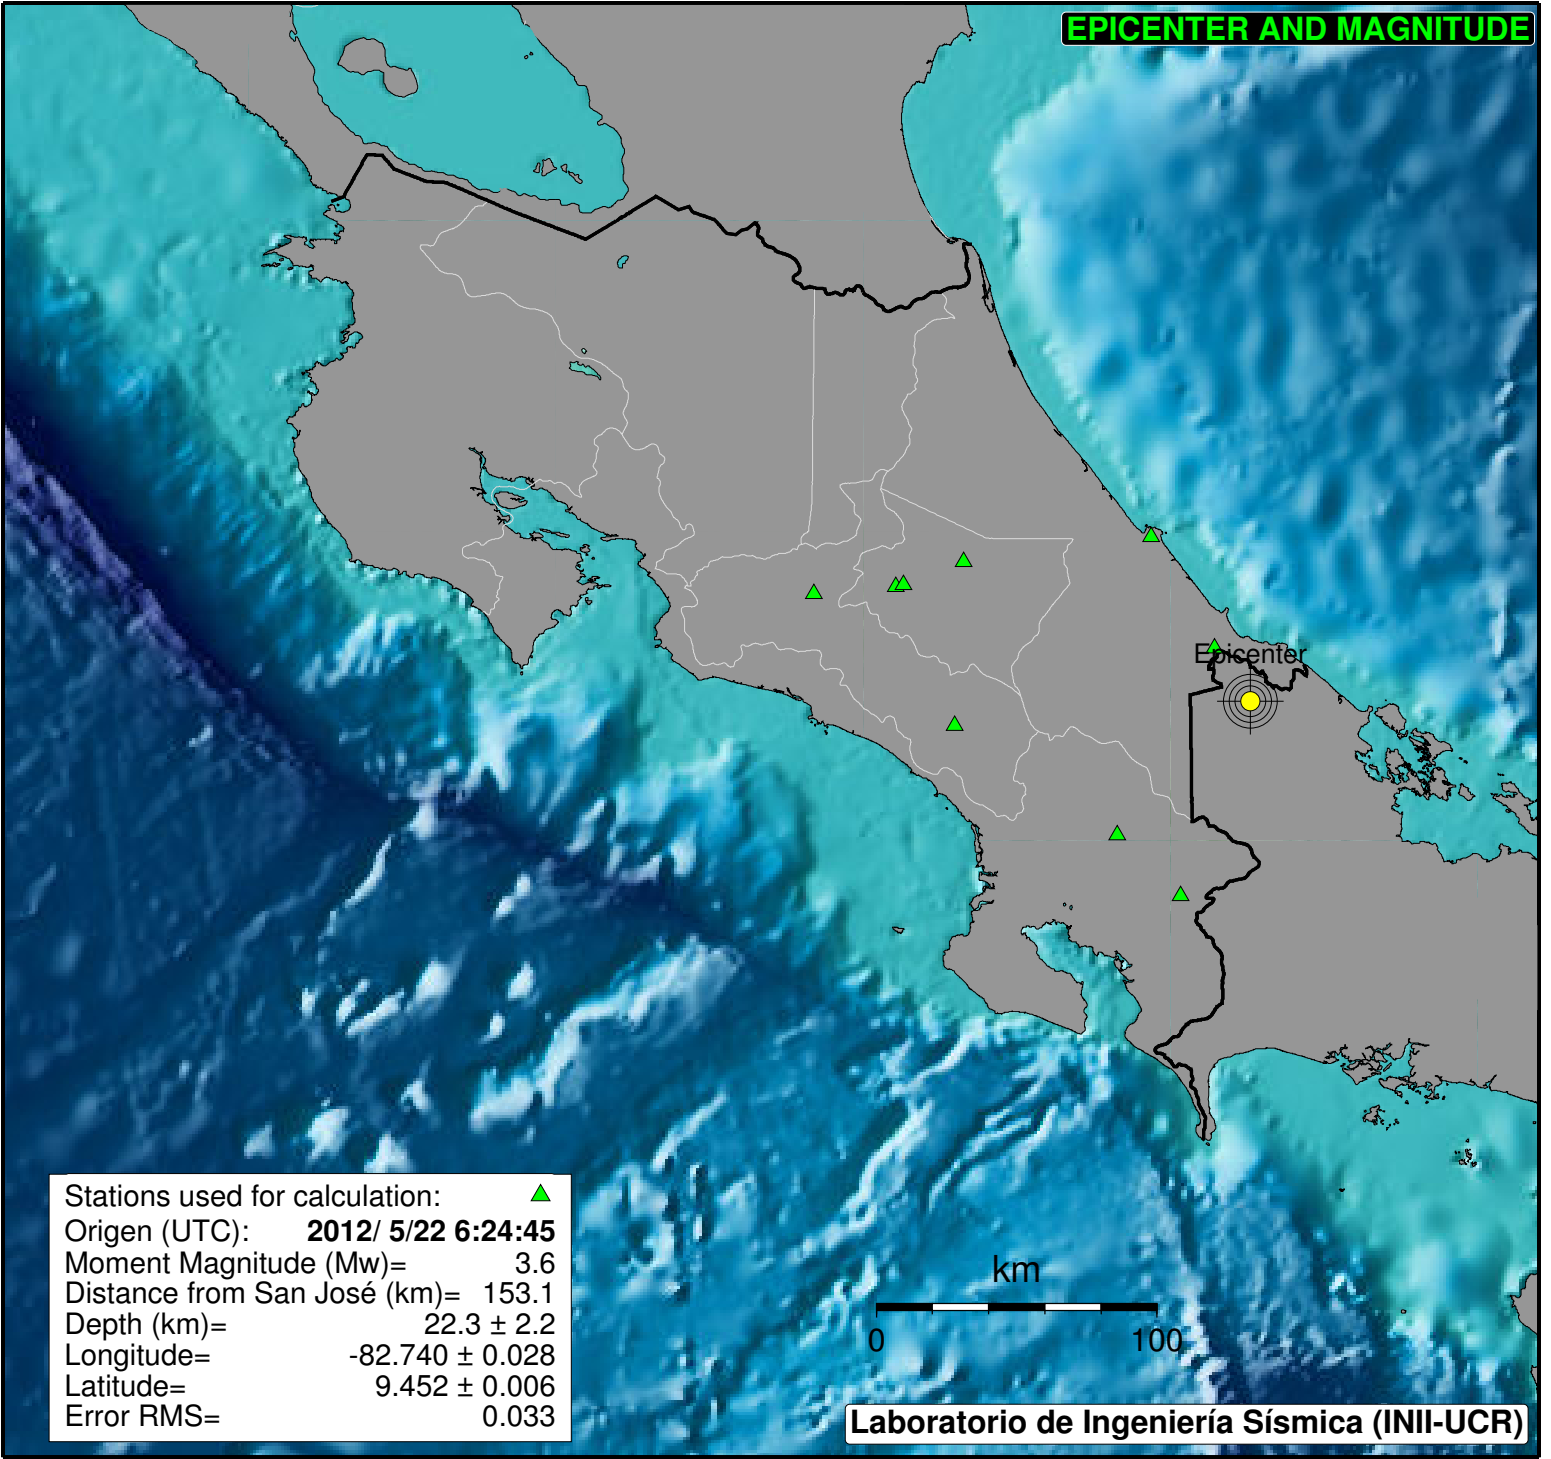 EPICENTER AND MAGNITUDE
Epicenter
Stations used for calculation:
Origen (UTC): 2012/ 5/22 6:24:45
Moment Magnitude (Mw)= 3.6
Distance from San José (km)= 153.1
Depth (km)= 22.3 ± 2.2
Longitude= -82.740 ± 0.028
Latitude= 9.452 ± 0.006
Error RMS= 0.033
km
0 100
Laboratorio de Ingeniería Sísmica (INII-UCR)